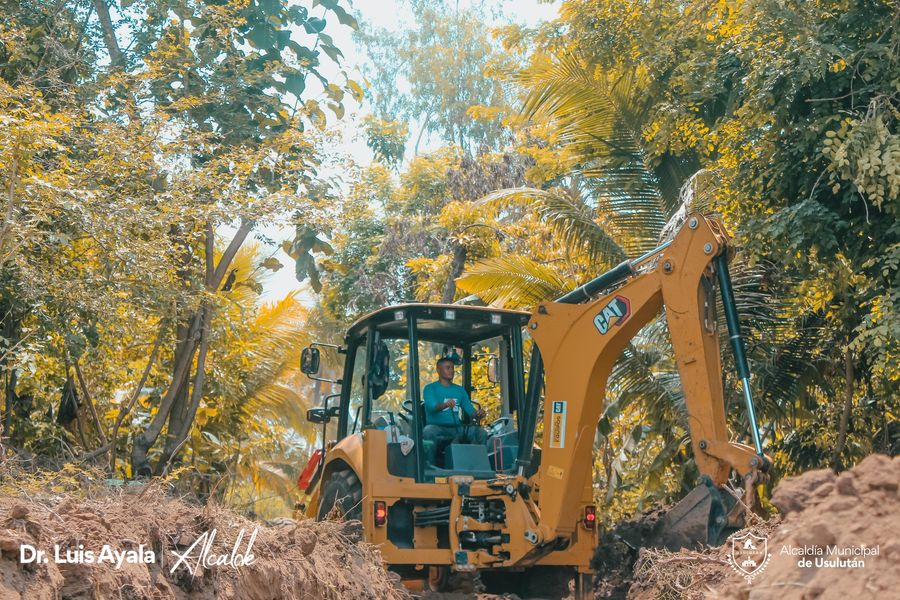 CAT
Dr. Luis Ayala Alcalde
Alcaldía Municipal
de Usulután